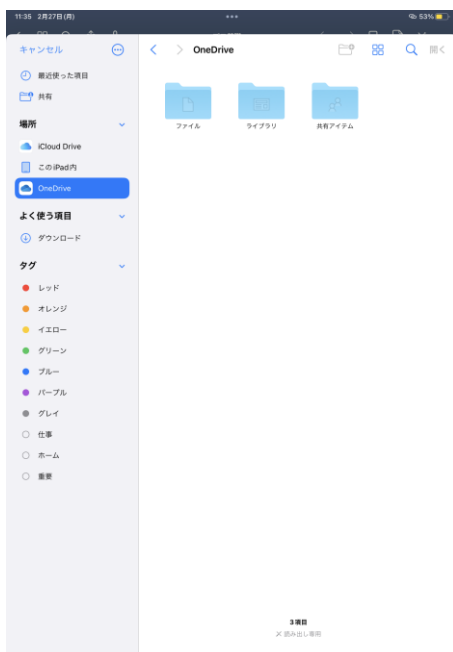 11:35 2月27日(月)
53%
キャンセル
OneDrive
開く
最近使った項目
共有
場所
iCloud Drive
このiPad内
OneDrive
よく使う項目
ダウンロード
タグ
レッド
オレンジ
イエロー
グリーン
ブルー
パープル
グレイ
仕事
ホーム
重要
ファイル
ライブラリ
共有アイテム
3項目
読み出し専用